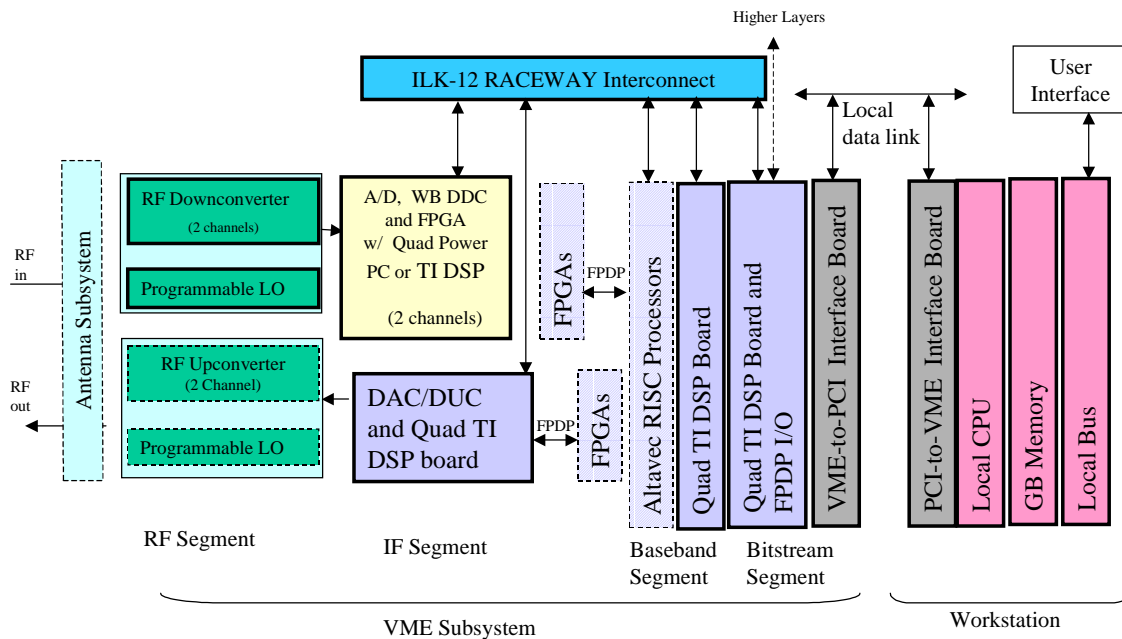 Higher Layers
ILK-12 RACEWAY Interconnect
User
Interface
Local
data link
RF
in
RF
out
Antenna Subsystem
RF Downconverter
(2 channels)
Programmable LO
RF Upconverter
(2 Channel)
Programmable LO
A/D, WB DDC
and FPGA
w/ Quad Power
PC or TI DSP
(2 channels)
DAC/DUC
and Quad TI
DSP board
FPGAs
FPDP
FPDP
FPGAs
Altavec RISC Processors
Quad TI DSP Board
Quad TI DSP Board and
FPDP I/O
VME-to-PCI Interface Board
PCI-to-VME Interface Board
Local CPU
GB Memory
Local Bus
RF Segment
IF Segment
Baseband
Segment
Bitstream
Segment
VME Subsystem
Workstation